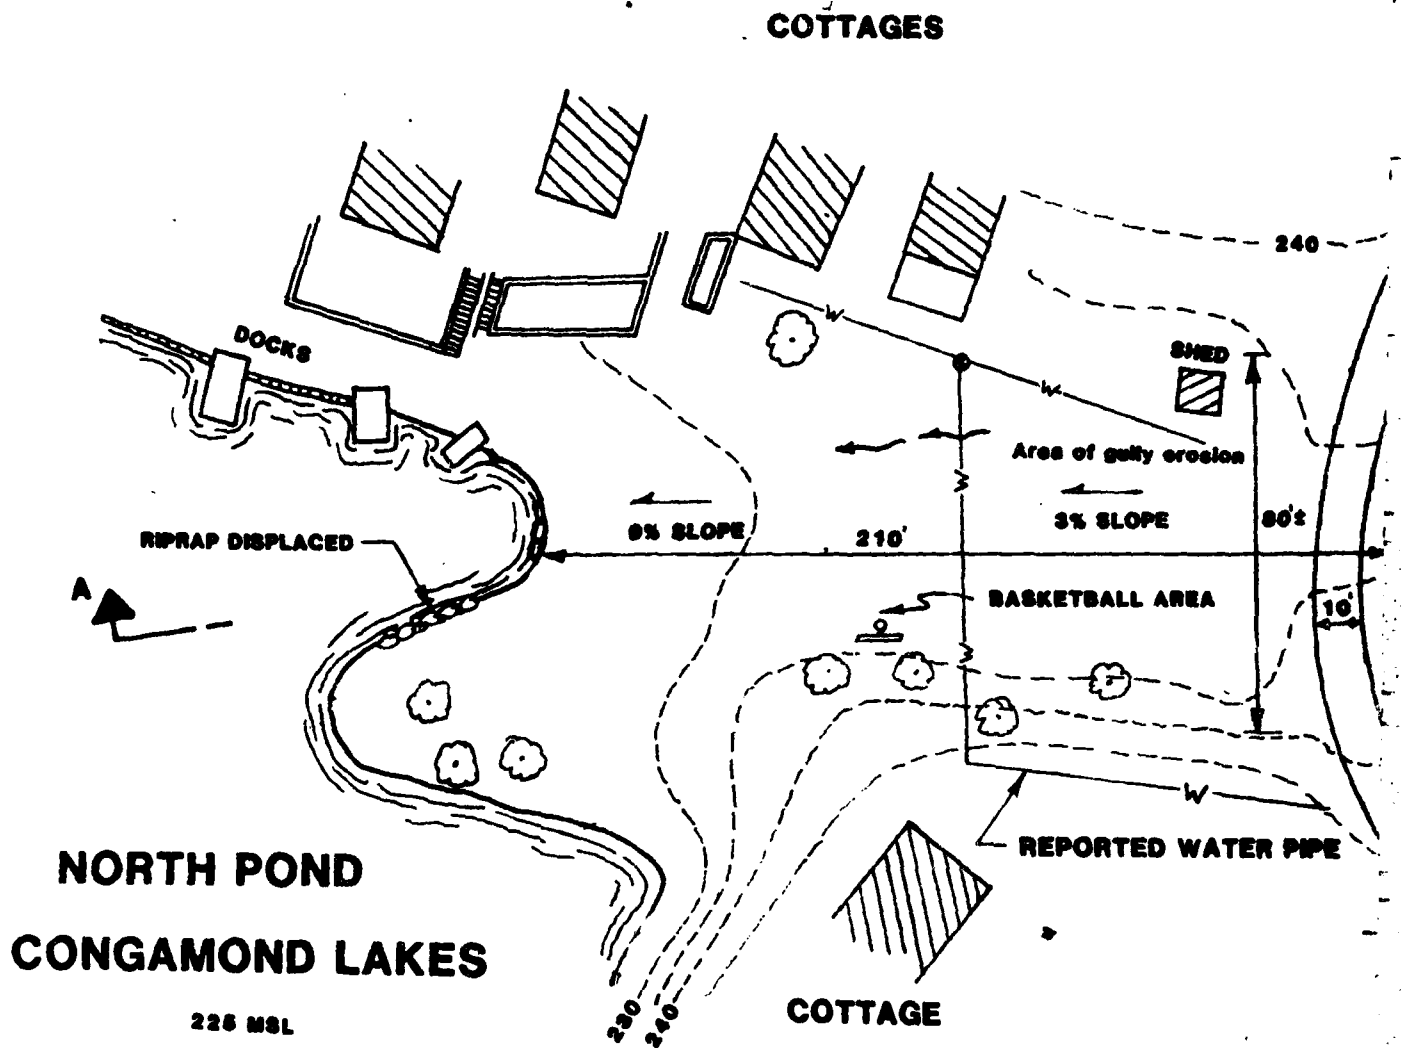 COTTAGES
240
DOCKS
W
SHED
W
Area of gully erosion
W
3% SLOPE
80'±
9% SLOPE
210'
RIPRAP DISPLACED
A
BASKETBALL AREA
10'
W
W
REPORTED WATER PIPE
NORTH POND
CONGAMOND LAKES
225 MSL
230
240
COTTAGE